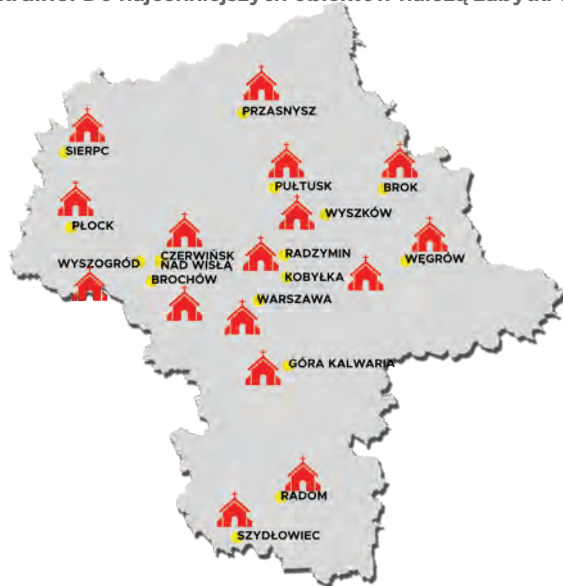 PRZASNYSZ
SIERPC
PUŁTUSK
BROK
WYSZKÓW
PŁOCK
CZERWIŃSK
NAD WISŁĄ
WYSZOGRÓD
RADZYMIN
WĘGRÓW
BROCHÓW
KOBYŁKA
WARSZAWA
GÓRA KALWARIA
RADOM
SZYDŁOWIEC